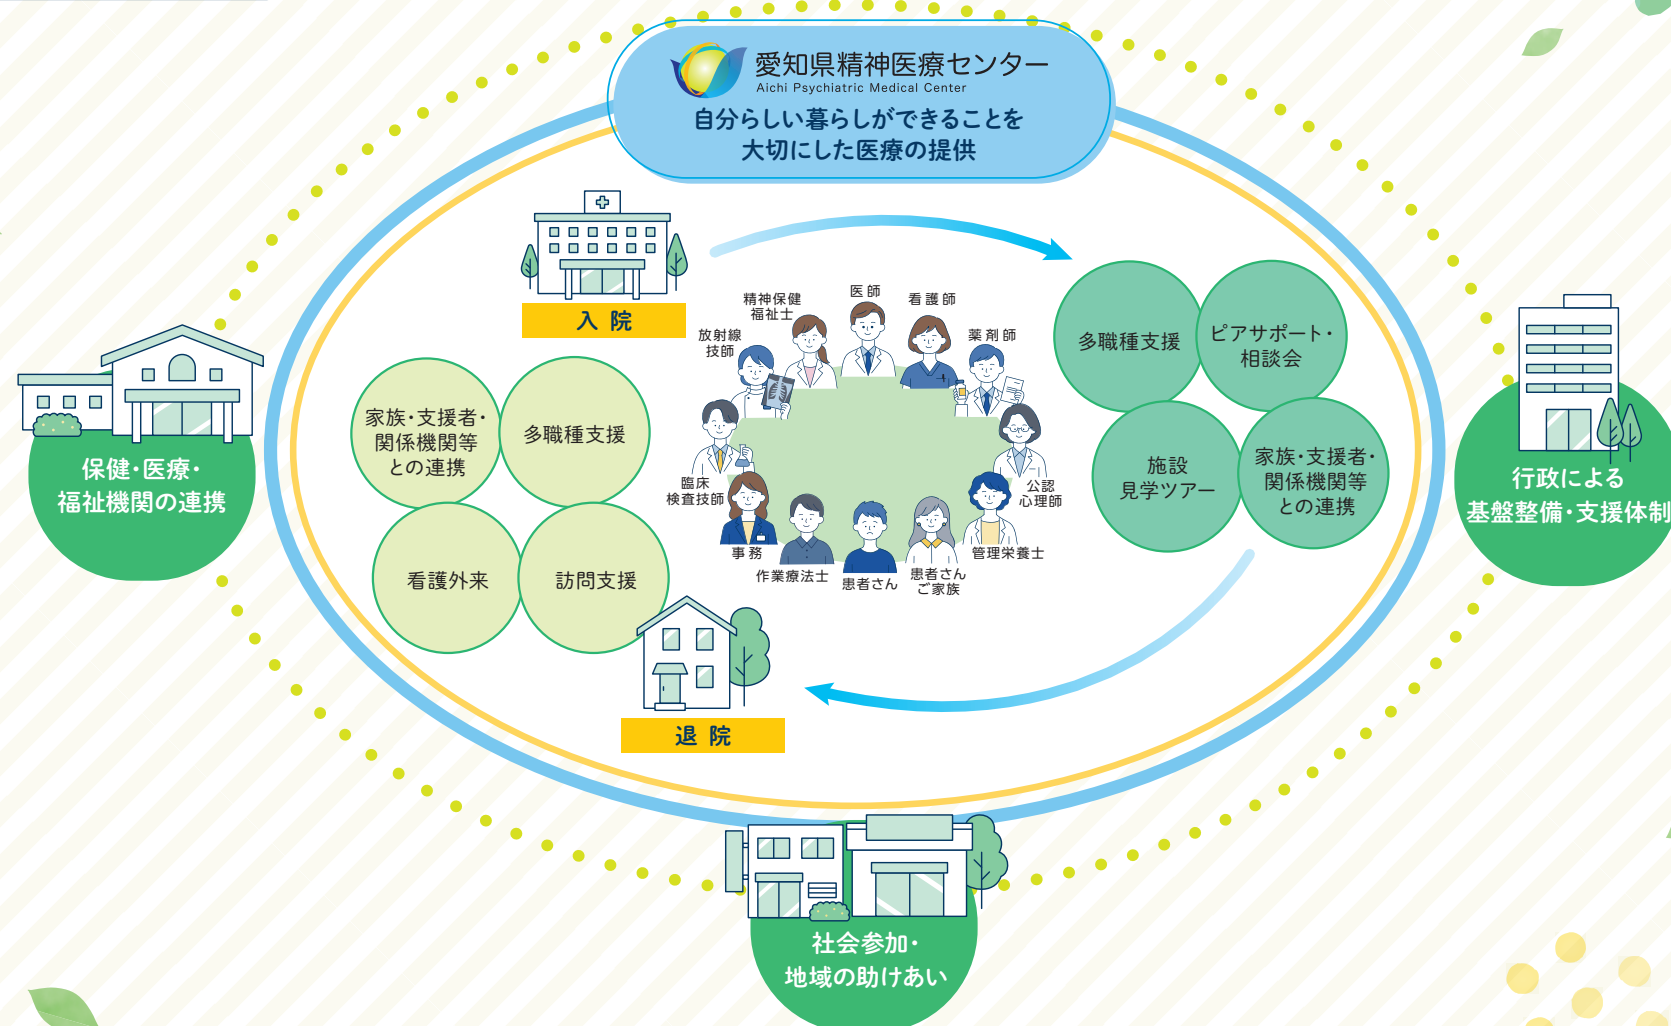 愛知県精神医療センター
Aichi Psychiatric Medical Center
自分らしい暮らしができることを
大切にした医療の提供
入院
精神保健
福祉士
医師
看護師
放射線
技師
薬剤師
臨床
検査技師
公認
心理師
事務
作業療法士
患者さん
患者さん
ご家族
管理栄養士
多職種支援
ピアサポート・
相談会
施設
見学ツアー
家族・支援者・
関係機関等
との連携
家族・支援者・
関係機関等
との連携
多職種支援
看護外来
訪問支援
退院
保健・医療・
福祉機関の連携
行政による
基盤整備・支援体制
社会参加・
地域の助けあい